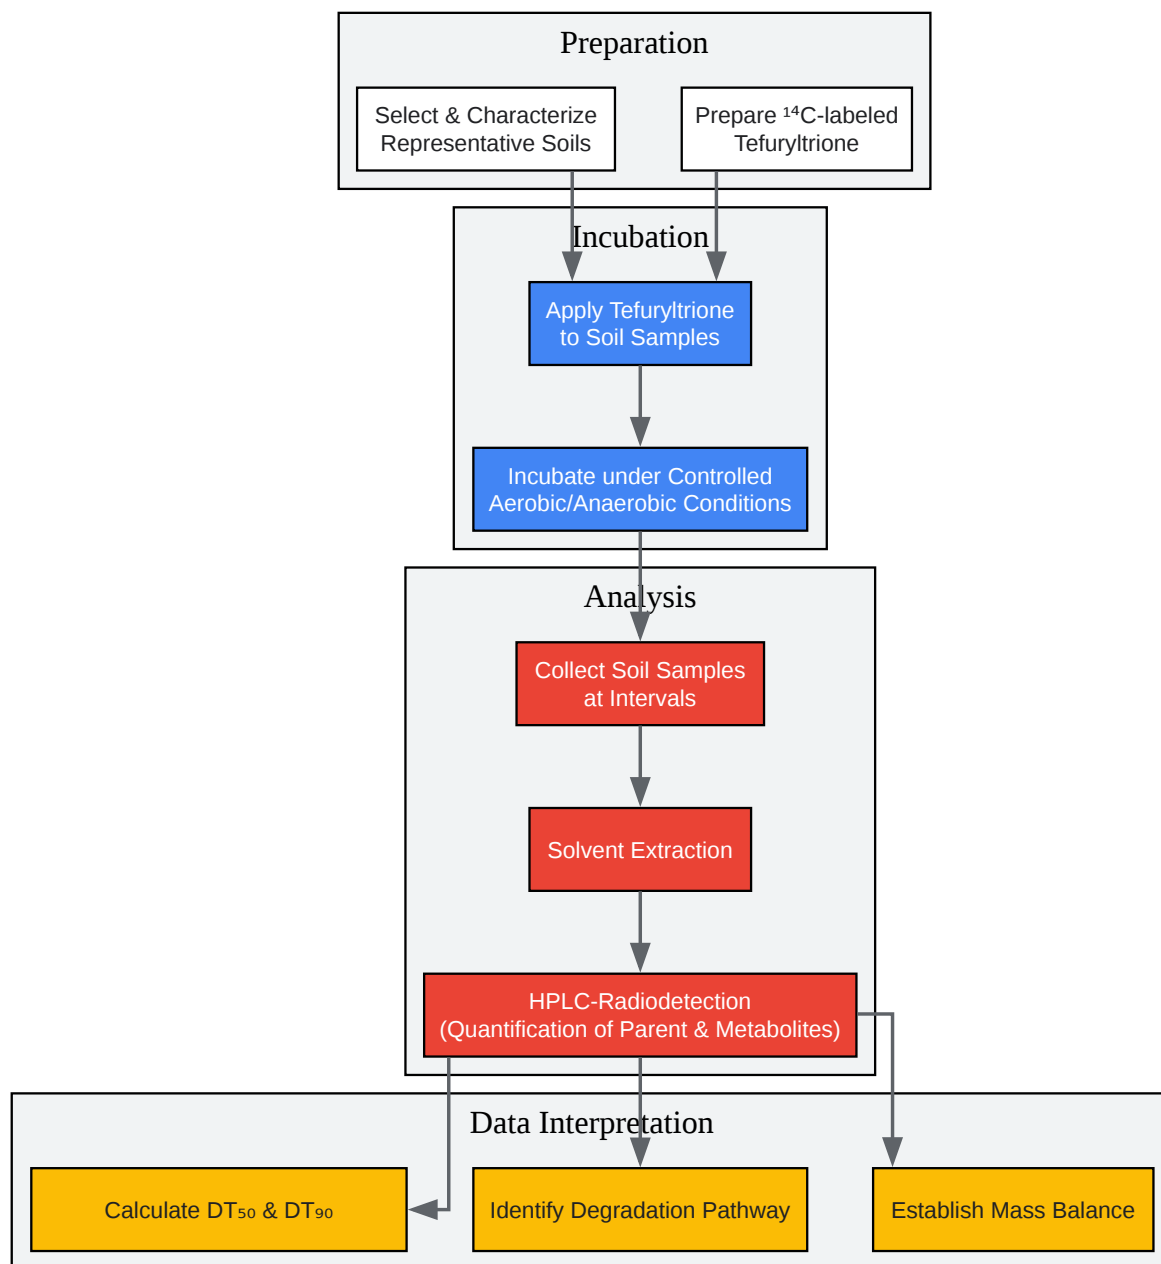 Preparation
Select & Characterize
Representative Soils
Prepare ¹⁴C-labeled
Tefuryltrione
Incubation
Apply Tefuryltrione
to Soil Samples
Incubate under Controlled
Aerobic/Anaerobic Conditions
Analysis
Collect Soil Samples
at Intervals
Solvent Extraction
HPLC-Radiodetection
(Quantification of Parent & Metabolites)
Data Interpretation
Calculate DT₅₀ & DT₉₀
Identify Degradation Pathway
Establish Mass Balance